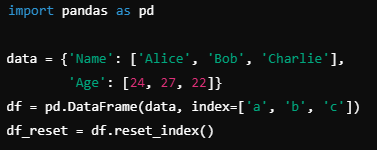 import pandas as pd
data = {'Name': ['Alice', 'Bob', 'Charlie'],
'Age': [24, 27, 22]}
df = pd.DataFrame(data, index=['a', 'b', 'c'])
df_reset = df.reset_index()